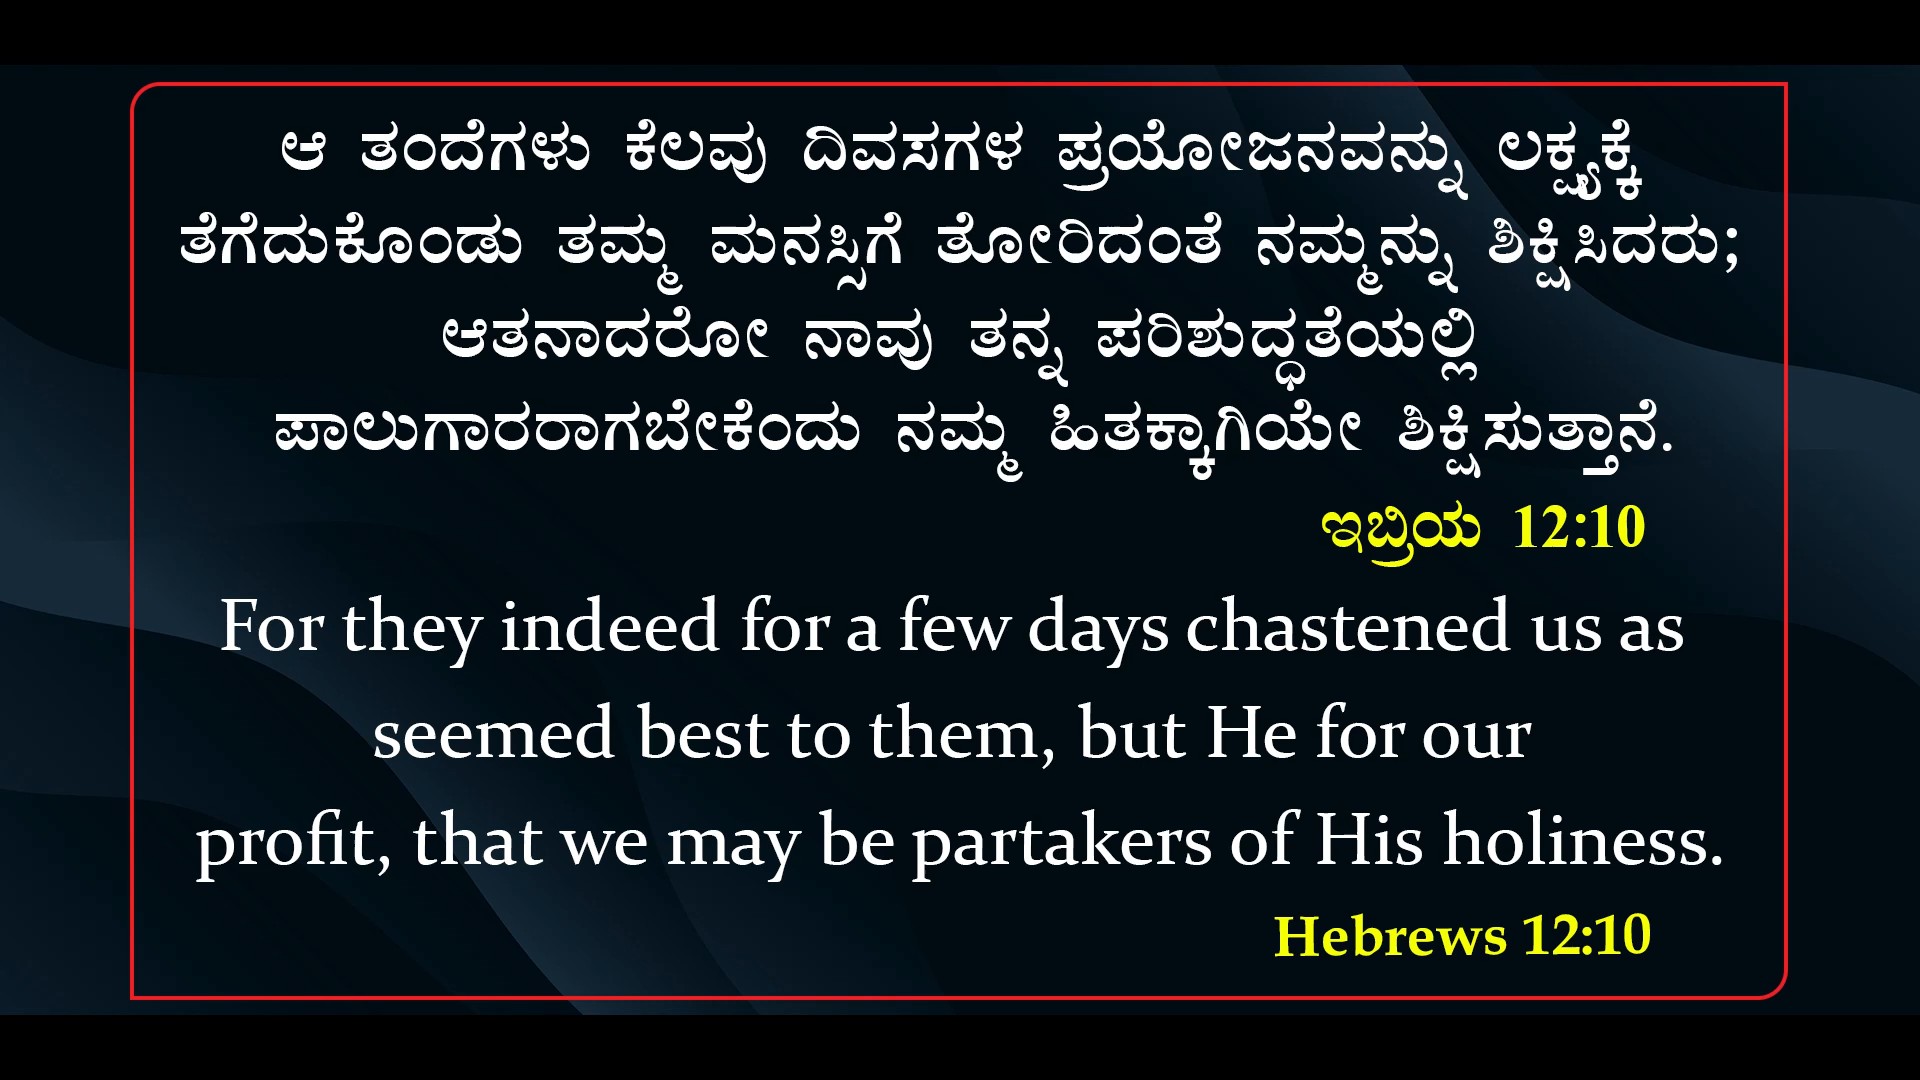 ಆ ತಂದೆಗಳು ಕೆಲವು ದಿವಸಗಳ ಪ್ರಯೋಜನವನ್ನು ಲಕ್ಷ್ಯಕ್ಕೆ
ತೆಗೆದುಕೊಂಡು ತಮ್ಮ ಮನಸ್ಸಿಗೆ ತೋರಿದಂತೆ ನಮ್ಮನ್ನು ಶಿಕ್ಷಿಸಿದರು;
ಆತನಾದರೋ ನಾವು ತನ್ನ ಪರಿಶುದ್ಧತೆಯಲ್ಲಿ
ಪಾಲುಗಾರರಾಗಬೇಕೆಂದು ನಮ್ಮ ಹಿತಕ್ಕಾಗಿಯೇ ಶಿಕ್ಷಿಸುತ್ತಾನೆ.
ಇಬ್ರಿಯ 12:10
For they indeed for a few days chastened us as
seemed best to them, but He for our
profit, that we may be partakers of His holiness.
Hebrews 12:10